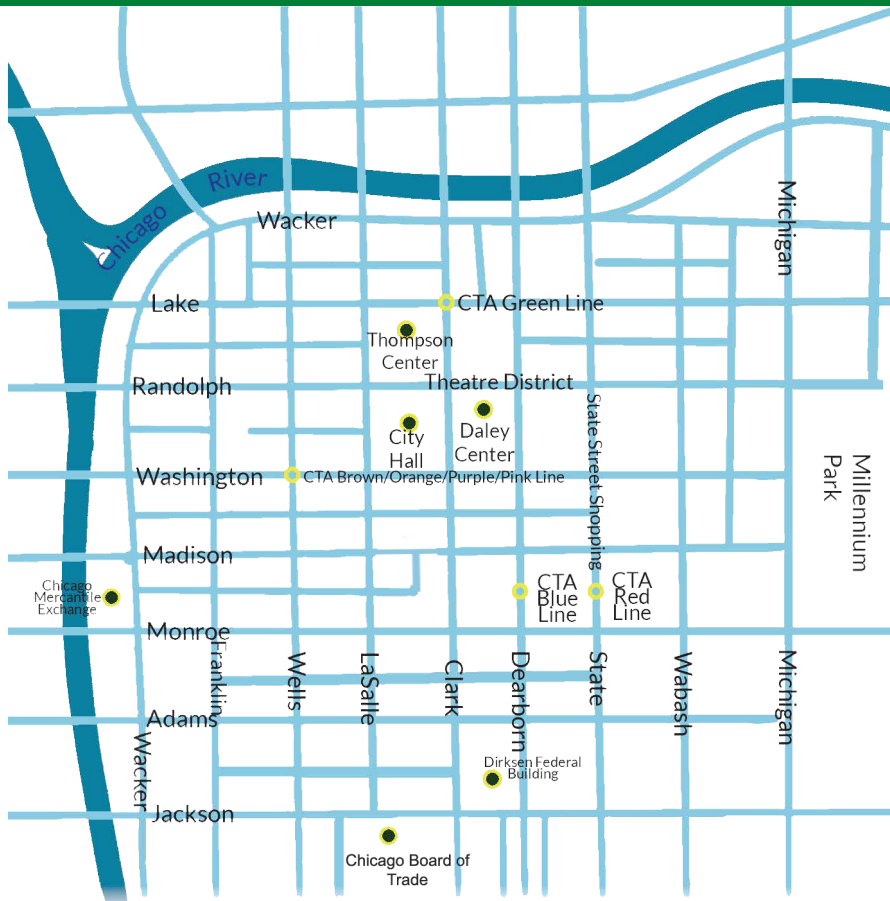 Chicago
River
Wacker
Michigan
Lake
CTA Green Line
Thompson
Center
Randolph
Theatre District
State Street Shopping
City
Hall
Daley
Center
Millennium
Park
Washington
CTA Brown/Orange/Purple/Pink Line
Madison
Chicago
Mercantile
Exchange
CTA
Blue
Line
CTA
Red
Line
Monroe
Franklin
Wells
LaSalle
Clark
Dearborn
State
Wabash
Michigan
Adams
Wacker
Dirksen Federal
Building
Jackson
Chicago Board of
Trade